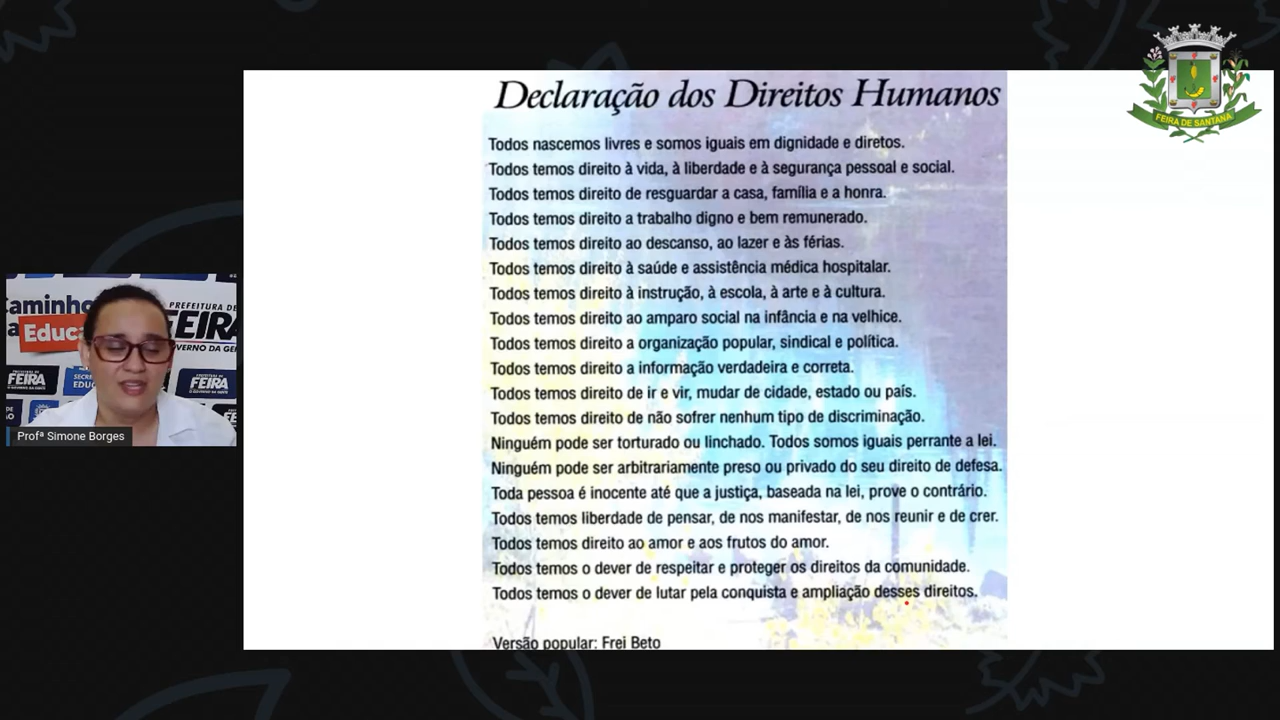 Declaração dos Direitos Humanos
Todos nascemos livres e somos iguais em dignidade e diretos.
Todos temos direito à vida, à liberdade e à segurança pessoal e social.
Todos temos direito de resguardar a casa, família e a honra.
Todos temos direito a trabalho digno e bem remunerado.
Todos temos direito ao descanso, ao lazer e às férias.
Todos temos direito à saúde e assistência médica hospitalar.
Todos temos direito à instrução, à escola, à arte e à cultura.
Todos temos direito ao amparo social na infância e na velhice.
Todos temos direito a organização popular, sindical e política.
Todos temos direito a informação verdadeira e correta.
Todos temos direito de ir e vir, mudar de cidade, estado ou país.
Todos temos direito de não sofrer nenhum tipo de discriminação.
Ninguém pode ser torturado ou linchado. Todos somos iguais perrante a lei.
Ninguém pode ser arbitrariamente preso ou privado do seu direito de defesa.
Toda pessoa é inocente até que a justiça, baseada na lei, prove o contrário.
Todos temos liberdade de pensar, de nos manifestar, de nos reunir e de crer.
Todos temos direito ao amor e aos frutos do amor.
Todos temos o dever de respeitar e proteger os direitos da comunidade.
Todos temos o dever de lutar pela conquista e ampliação desses direitos.
Versão popular: Frei Beto
FEIRA DE SANTANA
Caminho
Educ
PREFEITURA DE
FEIRA
FEIRA
FEIRA
Profª Simone Borges